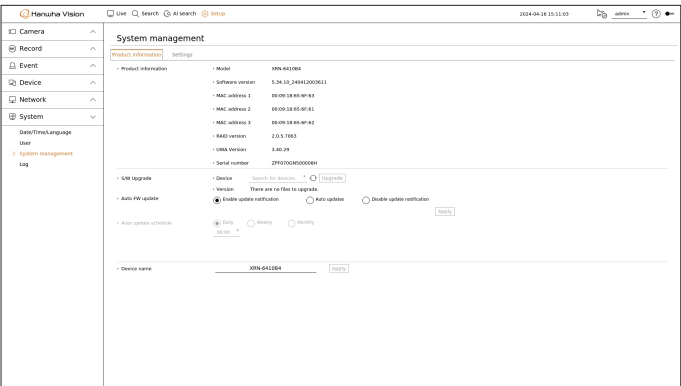 Hanwha Vision
Live Search AI search Setup
2024-04-16 15:11:03
admin
Camera
Record
Event
Device
Network
System
Date/Time/Language
User
System management
Log
System management
Product information Settings
Product information
Model XRN-6410B4
Software version 5.34.10_240412003611
MAC address 1 00:09:18:65:6F:63
MAC address 2 00:09:18:65:6F:61
MAC address 3 00:09:18:65:6F:62
RAID version 2.0.5.7063
UWA Version 3.40.29
Serial number ZPF070GN500008H
S/W Upgrade Device Search for devices. Upgrade
Version There are no files to upgrade.
Auto FW update Enable update notification Auto updates Disable update notification
Apply
Auto update schedule Daily Weekly Monthly
00:00
Device name XRN-6410B4 Apply